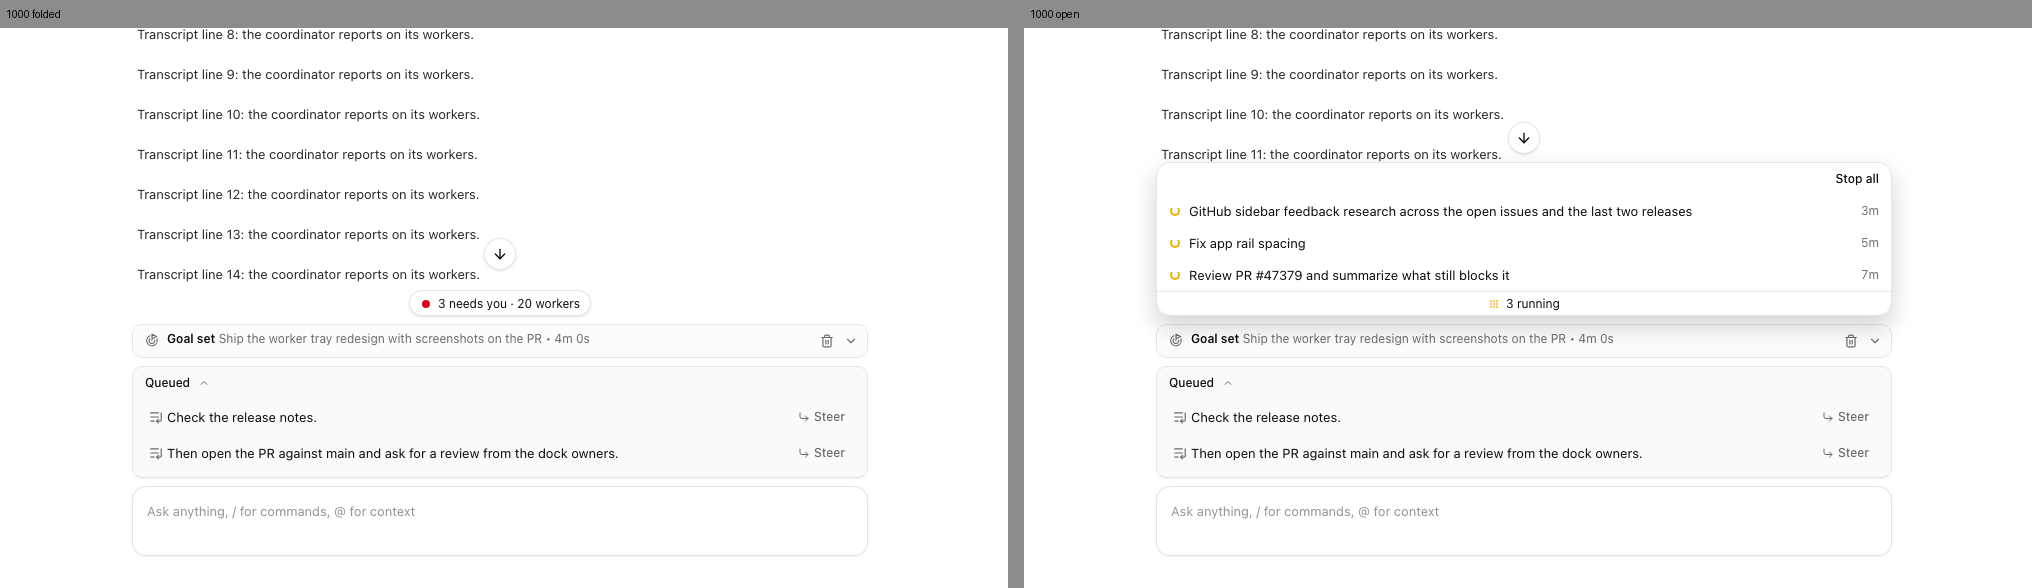 1000 folded
Transcript line 8: the coordinator reports on its workers.
Transcript line 9: the coordinator reports on its workers.
Transcript line 10: the coordinator reports on its workers.
Transcript line 11: the coordinator reports on its workers.
Transcript line 12: the coordinator reports on its workers.
Transcript line 13: the coordinator reports on its workers.
Transcript line 14: the coordinator reports on its workers.
3 needs you · 20 workers
Goal set Ship the worker tray redesign with screenshots on the PR • 4m 0s
Queued
Check the release notes. Steer
Then open the PR against main and ask for a review from the dock owners. Steer
Ask anything, / for commands, @ for context
1000 open
Transcript line 8: the coordinator reports on its workers.
Transcript line 9: the coordinator reports on its workers.
Transcript line 10: the coordinator reports on its workers.
Transcript line 11: the coordinator reports on its workers.
Stop all
GitHub sidebar feedback research across the open issues and the last two releases 3m
Fix app rail spacing 5m
Review PR #47379 and summarize what still blocks it 7m
3 running
Goal set Ship the worker tray redesign with screenshots on the PR • 4m 0s
Queued
Check the release notes. Steer
Then open the PR against main and ask for a review from the dock owners. Steer
Ask anything, / for commands, @ for context